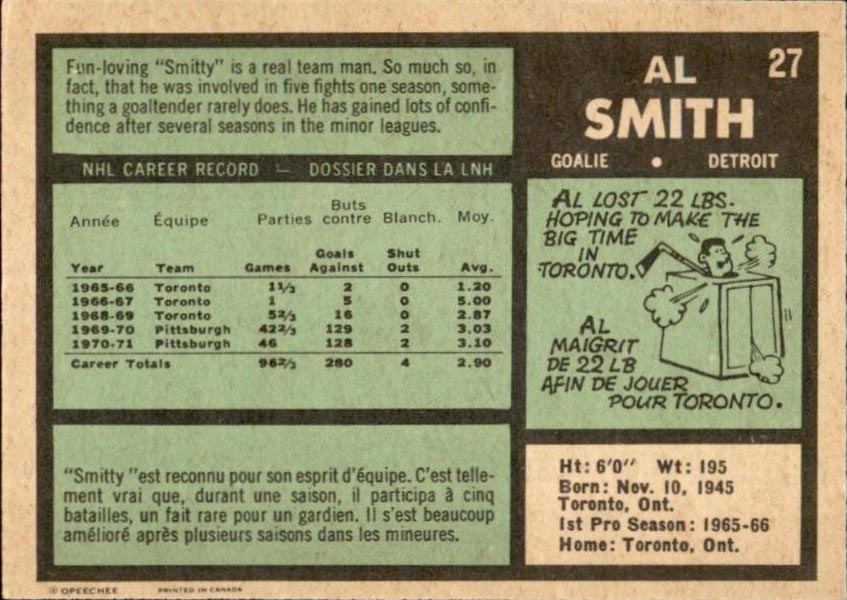 Fun-loving "Smitty" is a real team man. So much so, in
fact, that he was involved in five fights one season, some-
thing a goaltender rarely does. He has gained lots of confi-
dence after several seasons in the minor leagues.
NHL CAREER RECORD — DOSSIER DANS LA LNH
Année Équipe Parties Buts contre Blanch. Moy.
Year Team Games Goals Against Shut Outs Avg.
1965-66 Toronto 11/3 2 0 1.20
1966-67 Toronto 1 5 0 5.00
1968-69 Toronto 52/3 16 0 2.87
1969-70 Pittsburgh 422/3 129 2 3.03
1970-71 Pittsburgh 46 128 2 3.10
Career Totals 962/3 280 4 2.90
"Smitty "est reconnu pour son esprit d'équipe. C'est telle-
ment vrai que, durant une saison, il participa à cinq
batailles, un fait rare pour un gardien. Il s'est beaucoup
amélioré après plusieurs saisons dans les mineures.
27
AL
SMITH
GOALIE • DETROIT
AL LOST 22 LBS.
HOPING TO MAKE THE
BIG TIME
IN
TORONTO.
AL
MAIGRIT
DE 22 LB
AFIN DE JOUER
POUR TORONTO.
Ht: 6'0" Wt: 195
Born: Nov. 10, 1945
Toronto, Ont.
1st Pro Season: 1965-66
Home: Toronto, Ont.
© OPEECHEE PRINTED IN CANADA